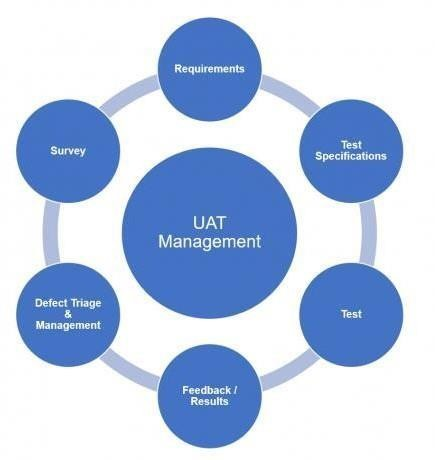 Requirements
Test
Specifications
Test
Feedback /
Results
Defect Triage
&
Management
Survey
UAT
Management